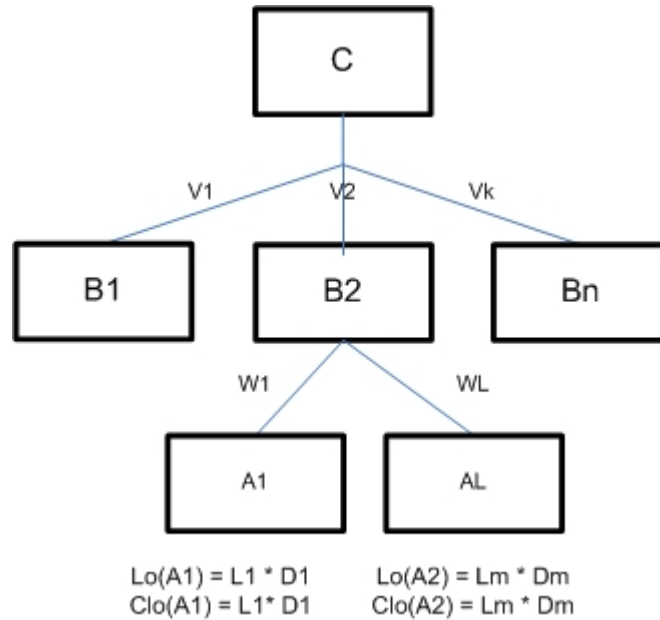 C
V1 V2 Vk
B1 B2 Bn
W1 WL
A1 AL
Lo(A1) = L1 * D1 Lo(A2) = Lm * Dm
Clo(A1) = L1* D1 Clo(A2) = Lm * Dm